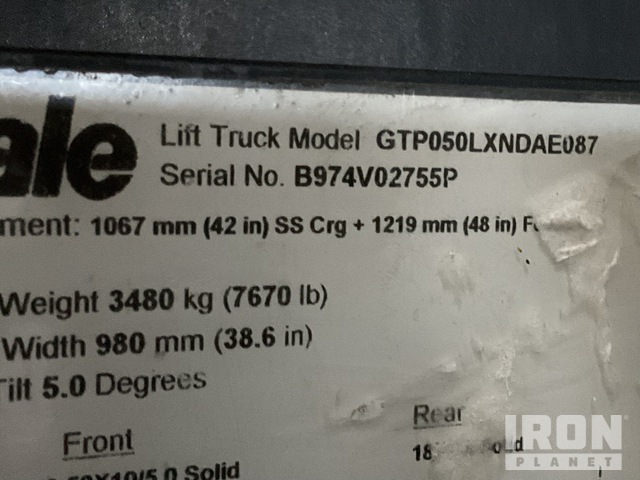 ale
Lift Truck Model GTP050LXNDAE087
Serial No. B974V02755P
ment: 1067 mm (42 in) SS Crg + 1219 mm (48 in)
Weight 3480 kg (7670 lb)
Width 980 mm (38.6 in)
Tilt 5.0 Degrees
Front Rear
Solid 18
IRON
PLANET